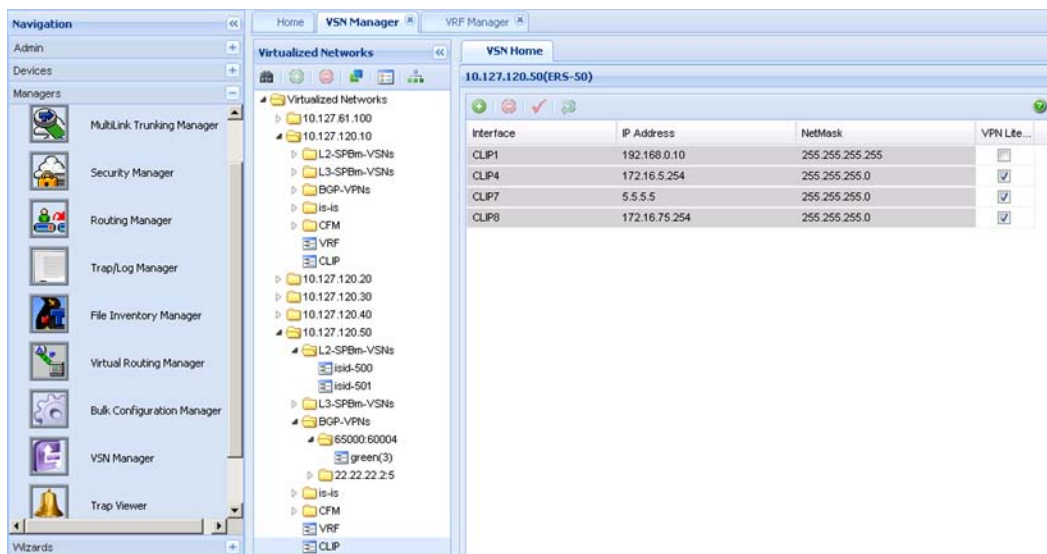 Navigation
Admin
Devices
Managers
MultiLink Trunking Manager
Security Manager
Routing Manager
Trap/Log Manager
File Inventory Manager
Virtual Routing Manager
Bulk Configuration Manager
VSN Manager
Trap Viewer
Wizards
Home
VSN Manager
VRF Manager
Virtualized Networks
Virtualized Networks
10.127.61.100
10.127.120.10
L2-SPBm-VSNs
L3-SPBm-VSNs
BGP-VPNs
is-is
CFM
VRF
CLIP
10.127.120.20
10.127.120.30
10.127.120.40
10.127.120.50
L2-SPBm-VSNs
isid-500
isid-501
L3-SPBm-VSNs
BGP-VPNs
65000:60004
green(3)
22.22.22.2:5
is-is
CFM
VRF
CLIP
VSN Home
10.127.120.50(ERS-50)
Interface IP Address NetMask VPN Lite...
CLIP1 192.168.0.10 255.255.255.255
CLIP4 172.16.5.254 255.255.255.0
CLIP7 5.5.5.5 255.255.255.0
CLIP8 172.16.75.254 255.255.255.0